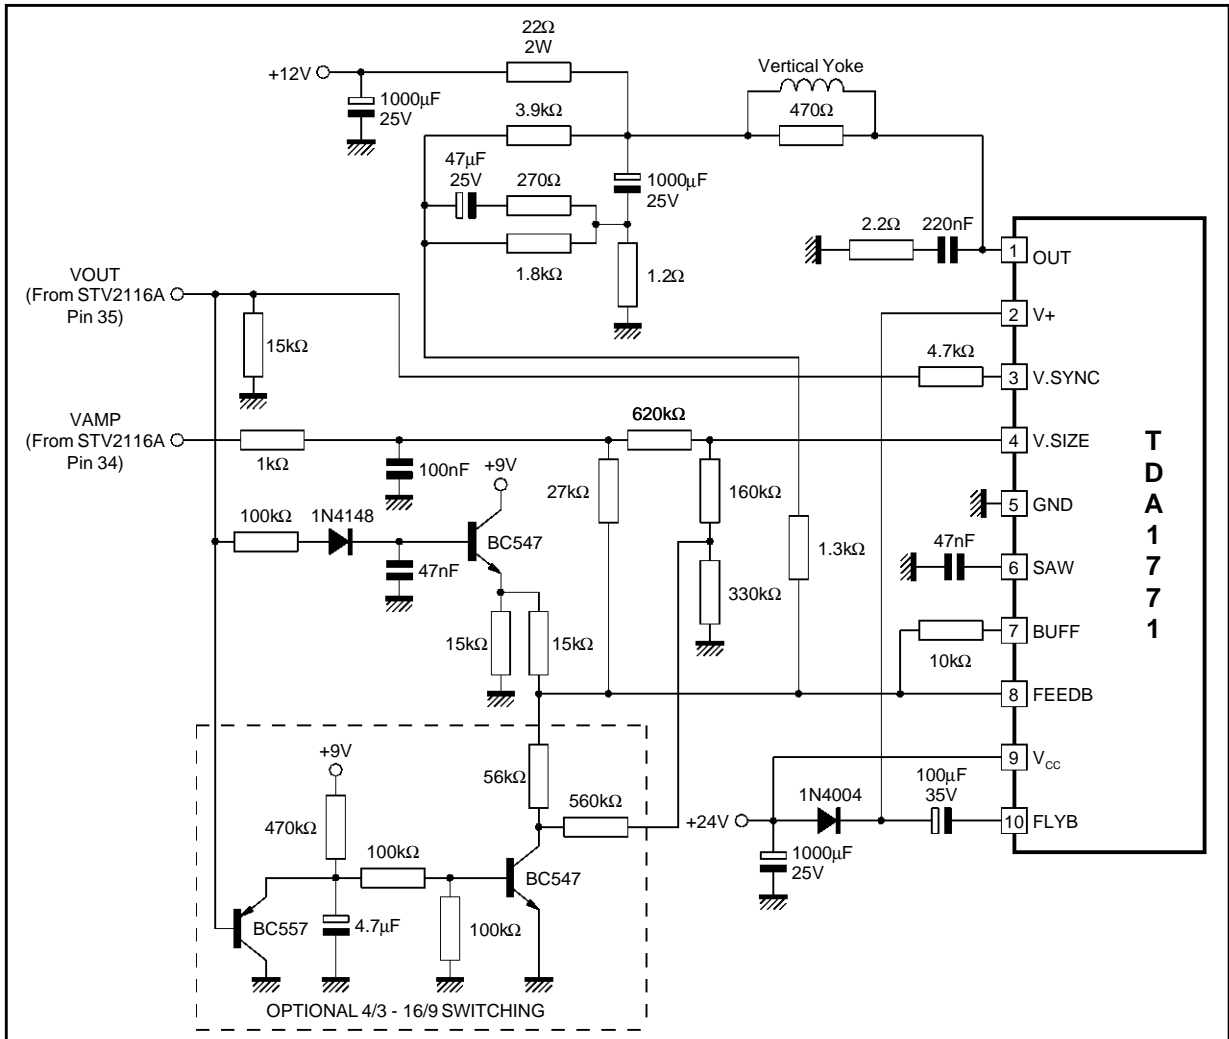 22Ω
2W
+12V
1000µF
25V
Vertical Yoke
470Ω
3.9kΩ
47µF
25V
270Ω
1000µF
25V
1.8kΩ
1.2Ω
2.2Ω
220nF
1 OUT
VOUT
(From STV2116A
Pin 35)
15kΩ
2 V+
4.7kΩ
3 V.SYNC
VAMP
(From STV2116A
Pin 34)
1kΩ
620kΩ
4 V.SIZE
100nF
+9V
27kΩ
160kΩ
5 GND
100kΩ
1N4148
BC547
47nF
1.3kΩ
47nF
6 SAW
330kΩ
15kΩ
15kΩ
10kΩ
7 BUFF
8 FEEDB
T
D
A
1
7
7
1
+9V
56kΩ
560kΩ
470kΩ
100kΩ
BC547
BC557
4.7µF
100kΩ
OPTIONAL 4/3 - 16/9 SWITCHING
9 VCC
+24V
1N4004
100µF
35V
10 FLYB
1000µF
25V